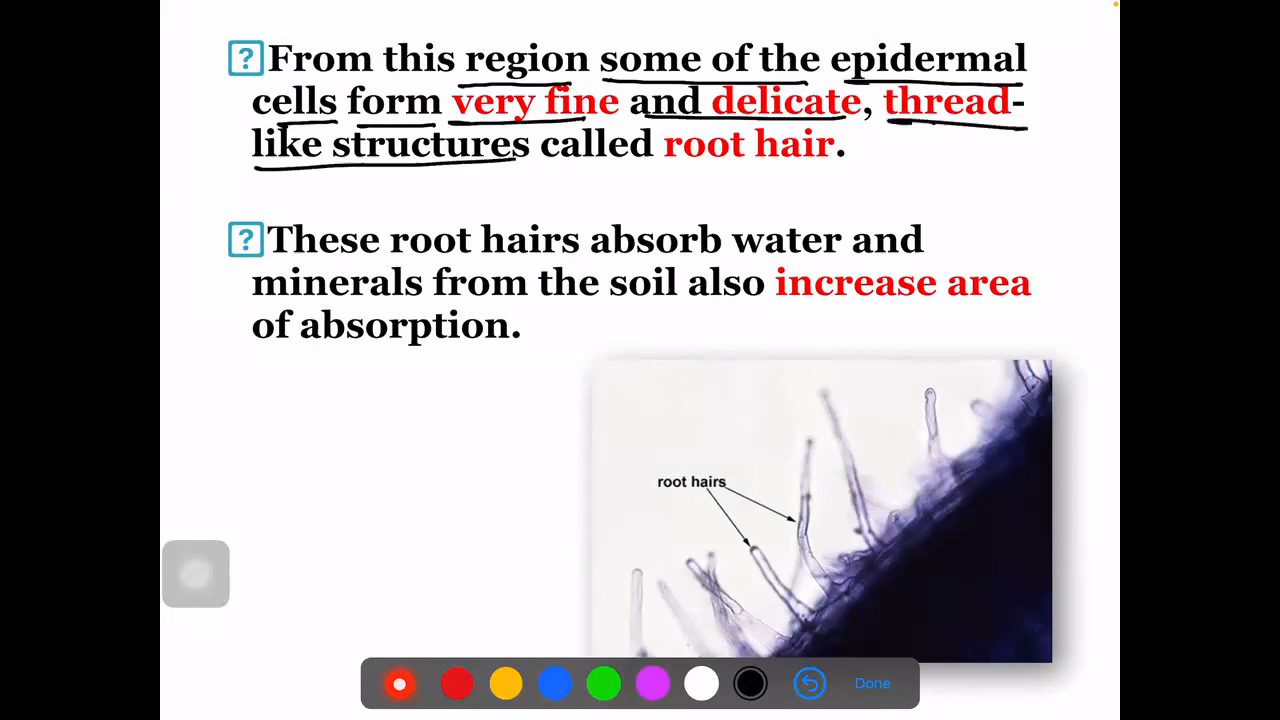 From this region some of the epidermal
cells form very fine and delicate, thread-
like structures called root hair.
These root hairs absorb water and
minerals from the soil also increase area
of absorption.
root hairs
Done